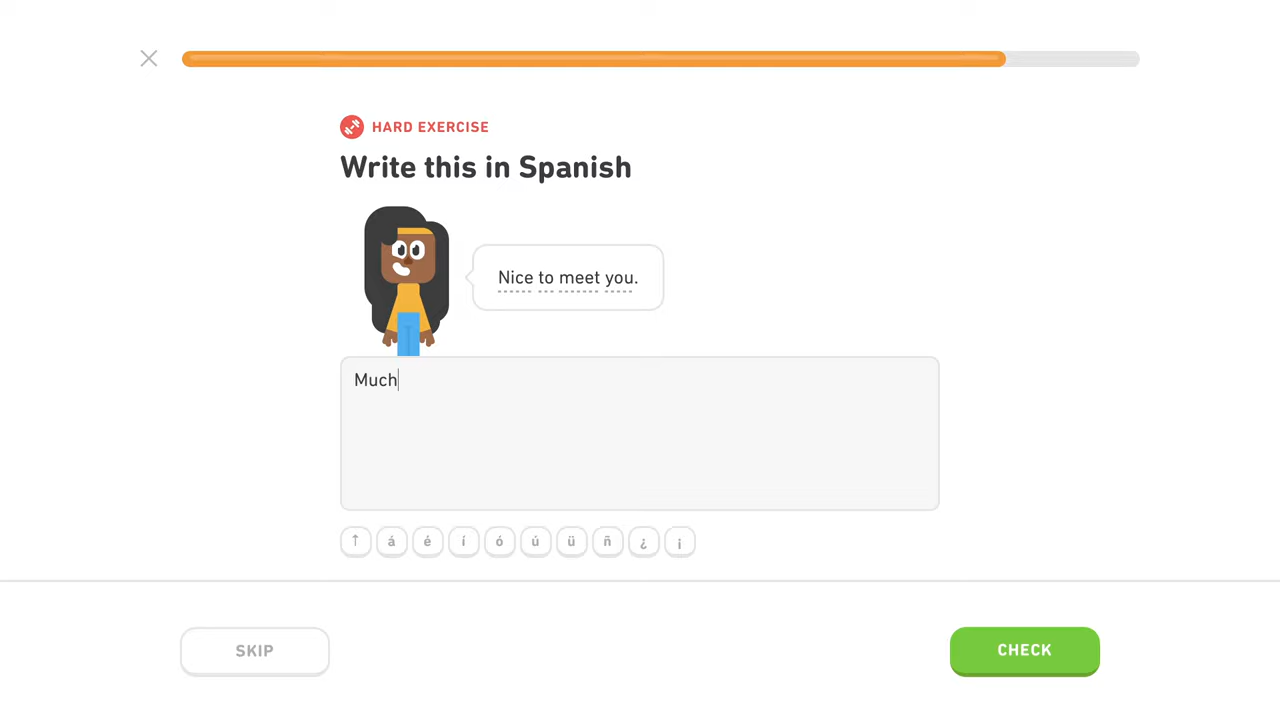 HARD EXERCISE
Write this in Spanish
Nice to meet you.
Much
↑ á é í ó ú ü ñ ¿ ¡
SKIP
CHECK